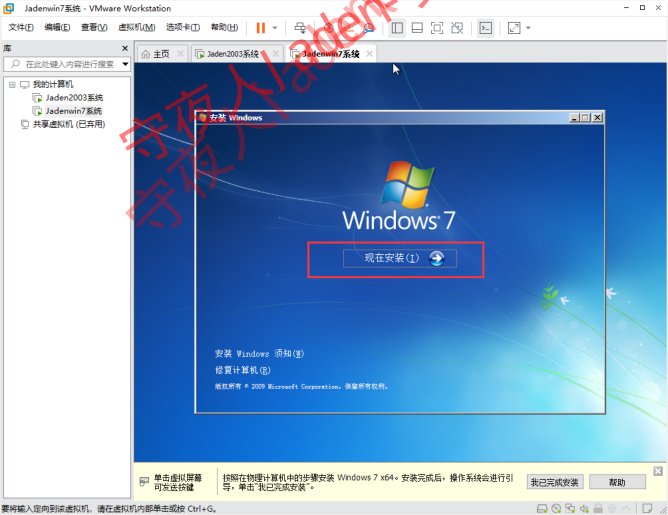 Jadenwin7系统 - VMware Workstation
文件(F) 编辑(E) 查看(V) 虚拟机(M) 选项卡(T) 帮助(H)
库
在此处键入内容进行搜索
我的计算机
Jaden2003系统
Jadenwin7系统
共享虚拟机 (已弃用)
主页 Jaden2003系统 Jadenwin7系统
守夜人Jaden
守夜人Jaden
安装 Windows
Windows 7
现在安装(I)
安装 Windows 须知(W)
修复计算机(R)
版权所有 © 2009 Microsoft Corporation。保留所有权利。
单击虚拟屏幕
可发送按键
按照在物理计算机中的步骤安装 Windows 7 x64。安装完成后，操作系统会进行引
导，单击“我已完成安装”。
我已完成安装 帮助
要将输入定向到该虚拟机，请在虚拟机内部单击或按 Ctrl+G。